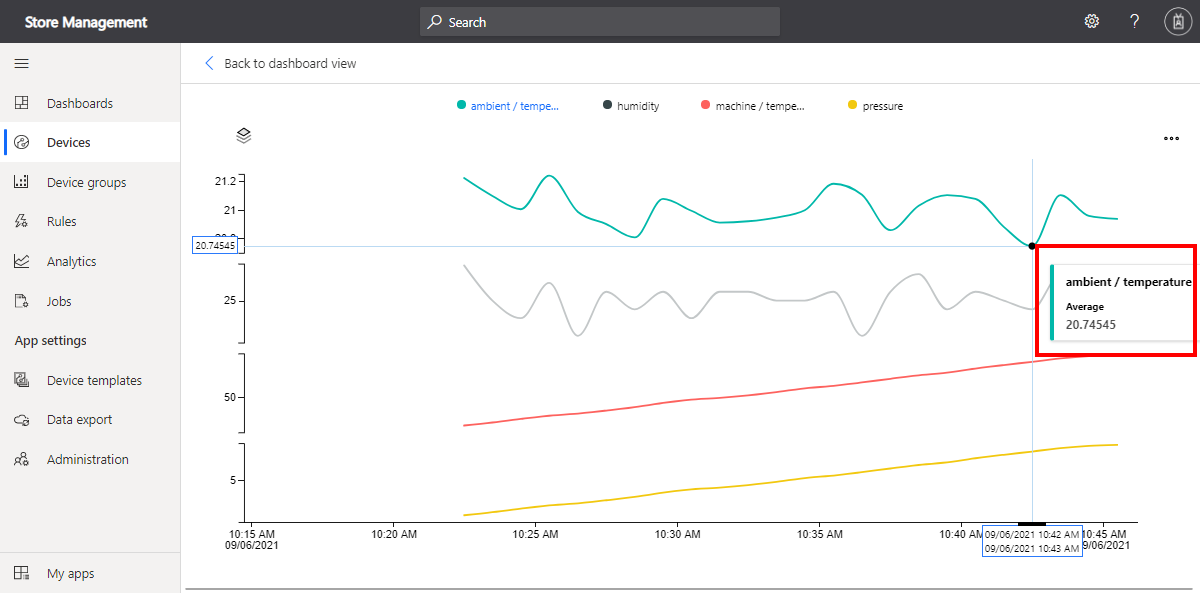 Store Management
Search
?
Back to dashboard view
Dashboards
Devices
Device groups
Rules
Analytics
Jobs
App settings
Device templates
Data export
Administration
My apps
ambient / tempe...
humidity
machine / tempe...
pressure
21.2
21
20.74545
25
50
5
ambient / temperature
Average
20.74545
10:15 AM
09/06/2021
10:20 AM
10:25 AM
10:30 AM
10:35 AM
10:40 AM
09/06/2021 10:42 AM
09/06/2021 10:43 AM
10:45 AM
09/06/2021